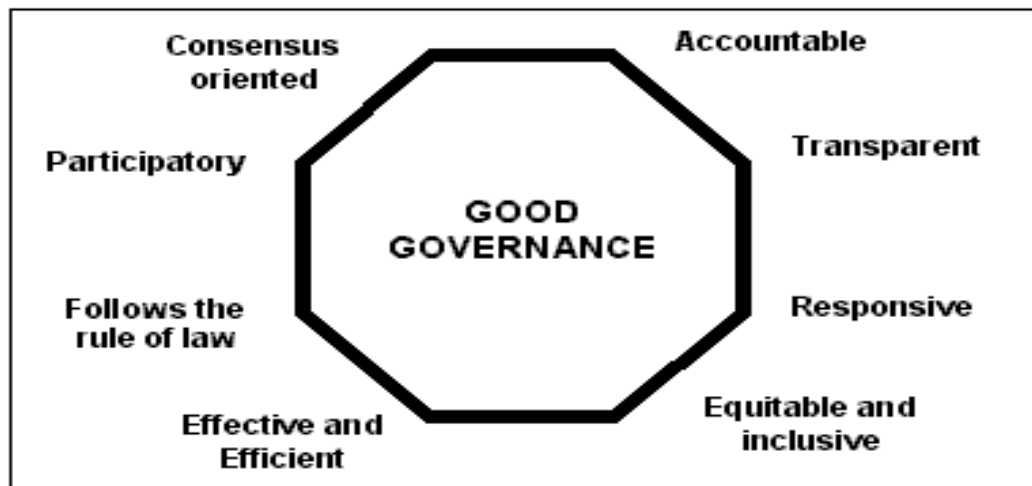 Consensus
oriented
Accountable
Participatory
Transparent
GOOD
GOVERNANCE
Follows the
rule of law
Responsive
Effective and
Efficient
Equitable and
inclusive